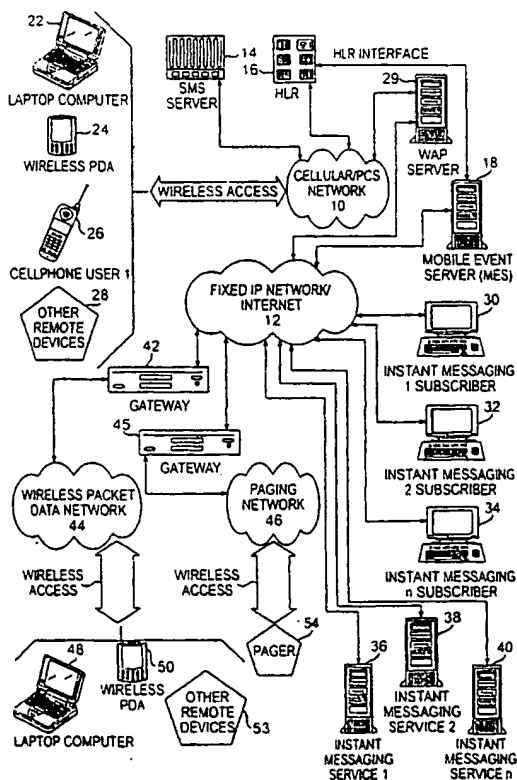 22
LAPTOP COMPUTER
24
WIRELESS PDA
26
CELLPHONE USER 1
28
OTHER
REMOTE
DEVICES
14
SMS
SERVER
16
HLR
HLR INTERFACE
29
WAP
SERVER
18
MOBILE EVENT
SERVER (MES)
WIRELESS ACCESS
CELLULAR/PCS
NETWORK
10
FIXED IP NETWORK/
INTERNET
12
30
INSTANT MESSAGING
1 SUBSCRIBER
32
INSTANT MESSAGING
2 SUBSCRIBER
34
INSTANT MESSAGING
n SUBSCRIBER
42
GATEWAY
45
GATEWAY
WIRELESS PACKET
DATA NETWORK
44
PAGING
NETWORK
46
WIRELESS
ACCESS
WIRELESS
ACCESS
48
LAPTOP COMPUTER
50
WIRELESS
PDA
OTHER
REMOTE
DEVICES
53
PAGER
54
36
INSTANT
MESSAGING
SERVICE 1
38
INSTANT
MESSAGING
SERVICE 2
40
INSTANT
MESSAGING
SERVICE n